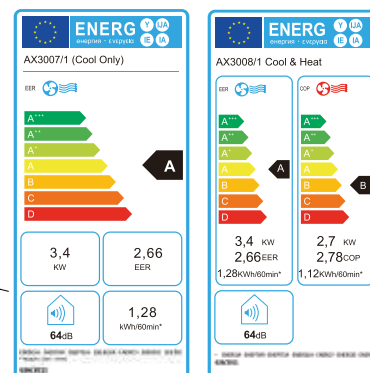 ENERG Y IJA IE IA
енергия · ενεργεια
AX3007/1 (Cool Only)
EER
A+++
A++
A+
A
B
C
D
A
3,4
KW
2,66
EER
64dB
1,28
kWh/60min*
ENERG Y IJA IE IA
енергия · ενεργεια
AX3008/1 Cool & Heat
EER
A+++
A++
A+
A
B
C
D
A
3,4 KW
2,66EER
1,28KWh/60min*
COP
A+++
A++
A+
A
B
C
D
B
2,7 KW
2,78COP
1,12KWh/60min*
64dB